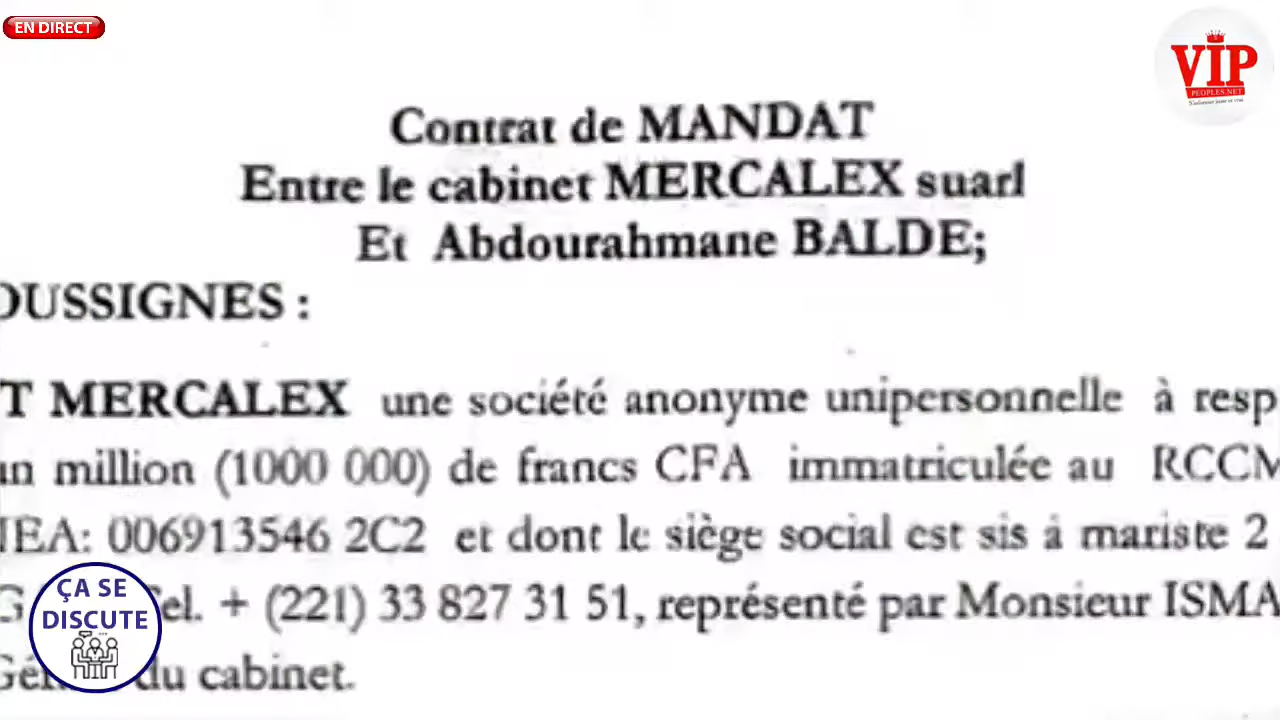 EN DIRECT
VIP
PEOPLES.NET
Contrat de MANDAT
Entre le cabinet MERCALEX suarl
Et Abdourahmane BALDE;
OUSSIGNES :
T MERCALEX une société anonyme unipersonnelle à resp
un million (1000 000) de francs CFA immatriculée au RCCM
NEA: 006913546 2C2 et dont le siège social est sis à mariste 2
Tel. + (221) 33 827 31 51, représenté par Monsieur ISMA
du cabinet.
ÇA SE
DISCUTE